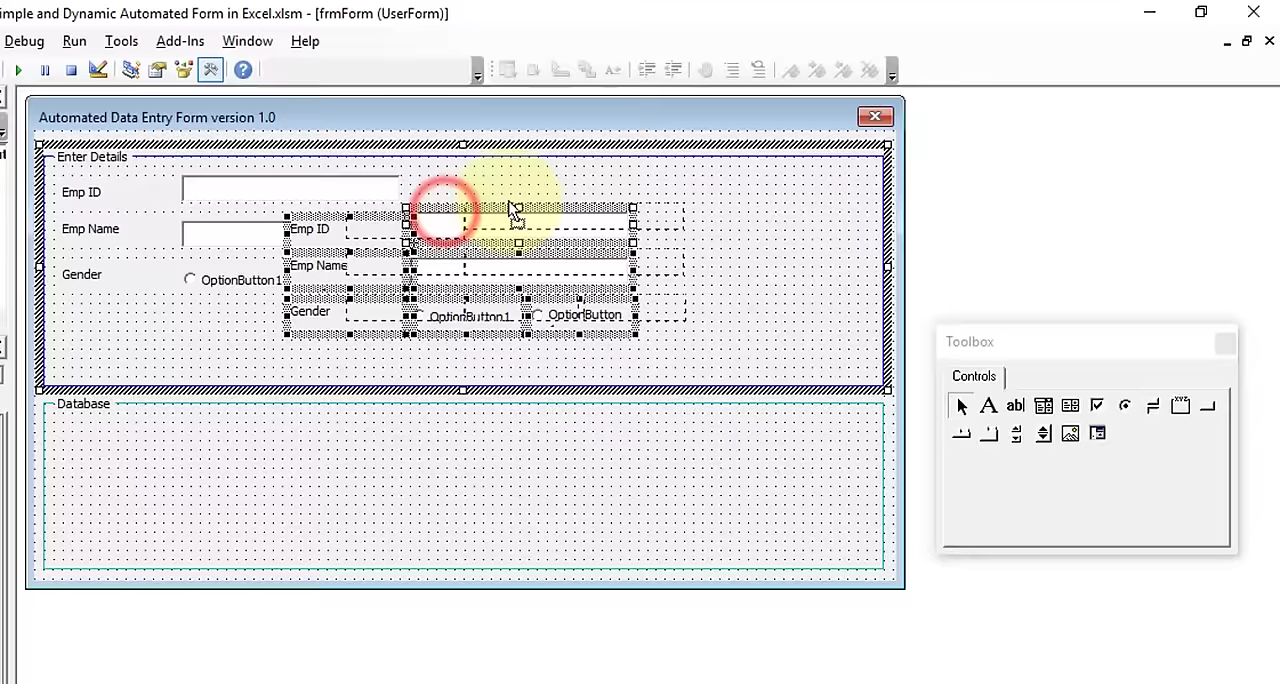 imple and Dynamic Automated Form in Excel.xlsm - [frmForm (UserForm)]
Debug Run Tools Add-Ins Window Help
Automated Data Entry Form version 1.0
Enter Details
Emp ID
Emp Name
Gender
OptionButton1
Emp ID
Emp Name
Gender
OptionButton1
OptionButton
Database
Toolbox
Controls
A
ab|
XYZ